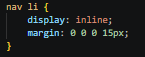 nav li {
    display: inline;
    margin: 0 0 0 15px;
}